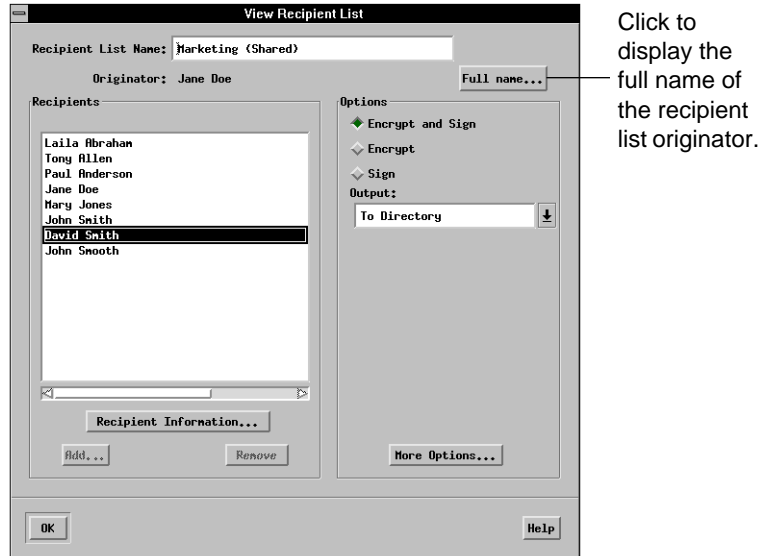 View Recipient List
Recipient List Name: Marketing (Shared)
Originator: Jane Doe
Full name...
Recipients
Laila Abraham
Tony Allen
Paul Anderson
Jane Doe
Mary Jones
John Smith
David Smith
John Smooth
Recipient Information...
Add...
Remove
Options
Encrypt and Sign
Encrypt
Sign
Output:
To Directory
More Options...
OK
Help
Click to
display the
full name of
the recipient
list originator.